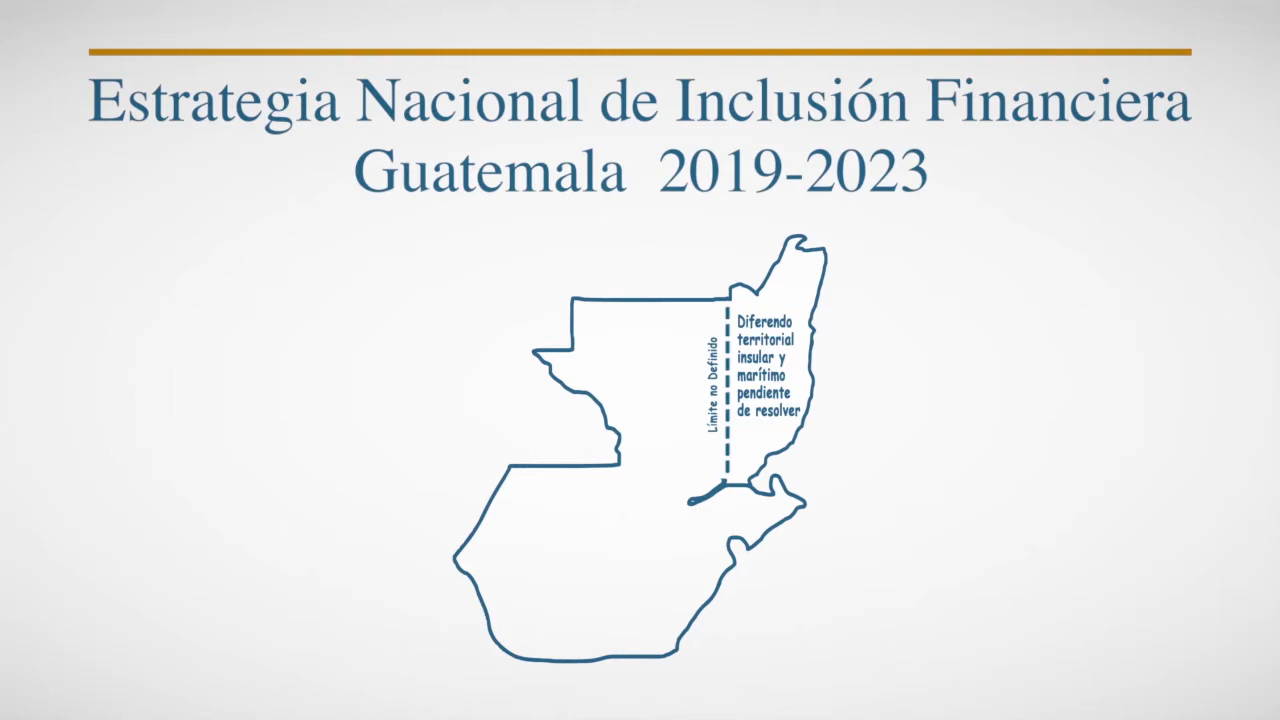 Estrategia Nacional de Inclusión Financiera
Guatemala 2019-2023
Límite no Definido
Diferendo
territorial
insular y
marítimo
pendiente
de resolver